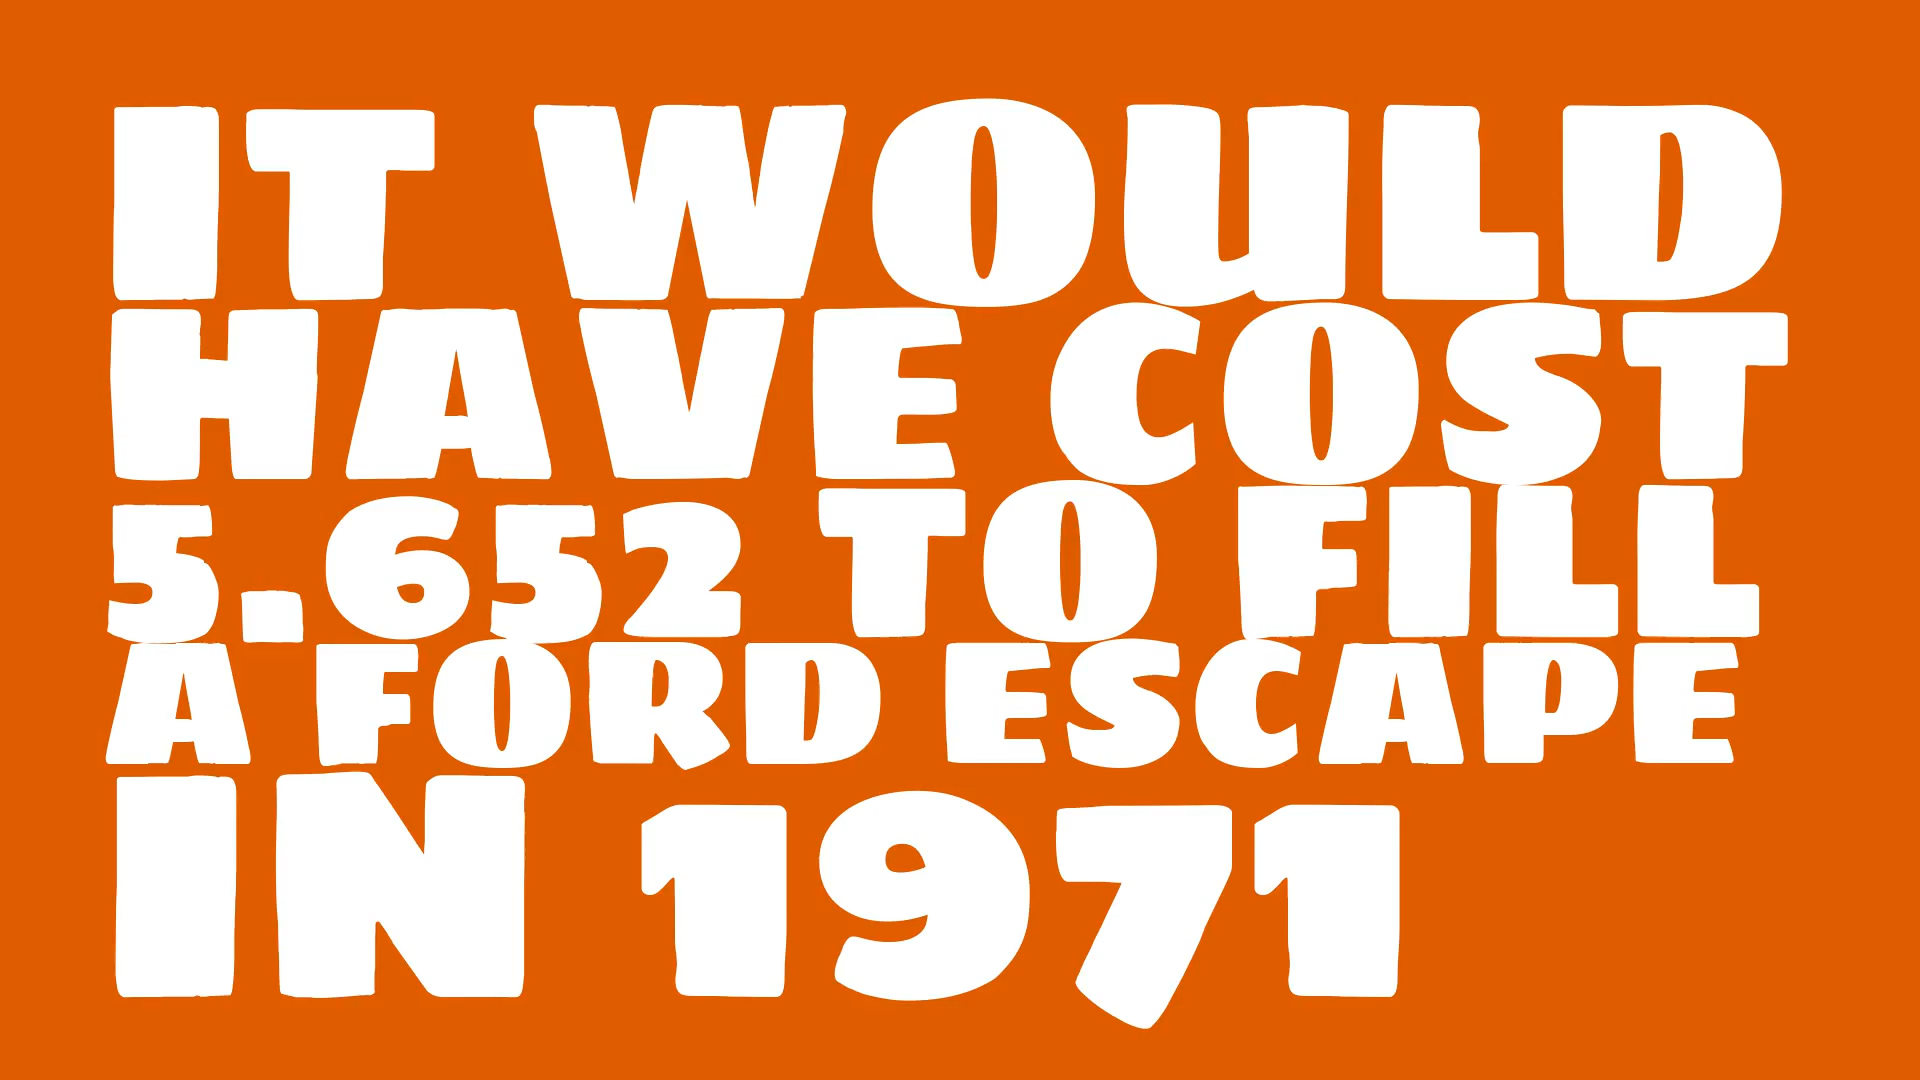 IT WOULD
HAVE COST
5.652 TO FILL
A FORD ESCAPE
IN 1971